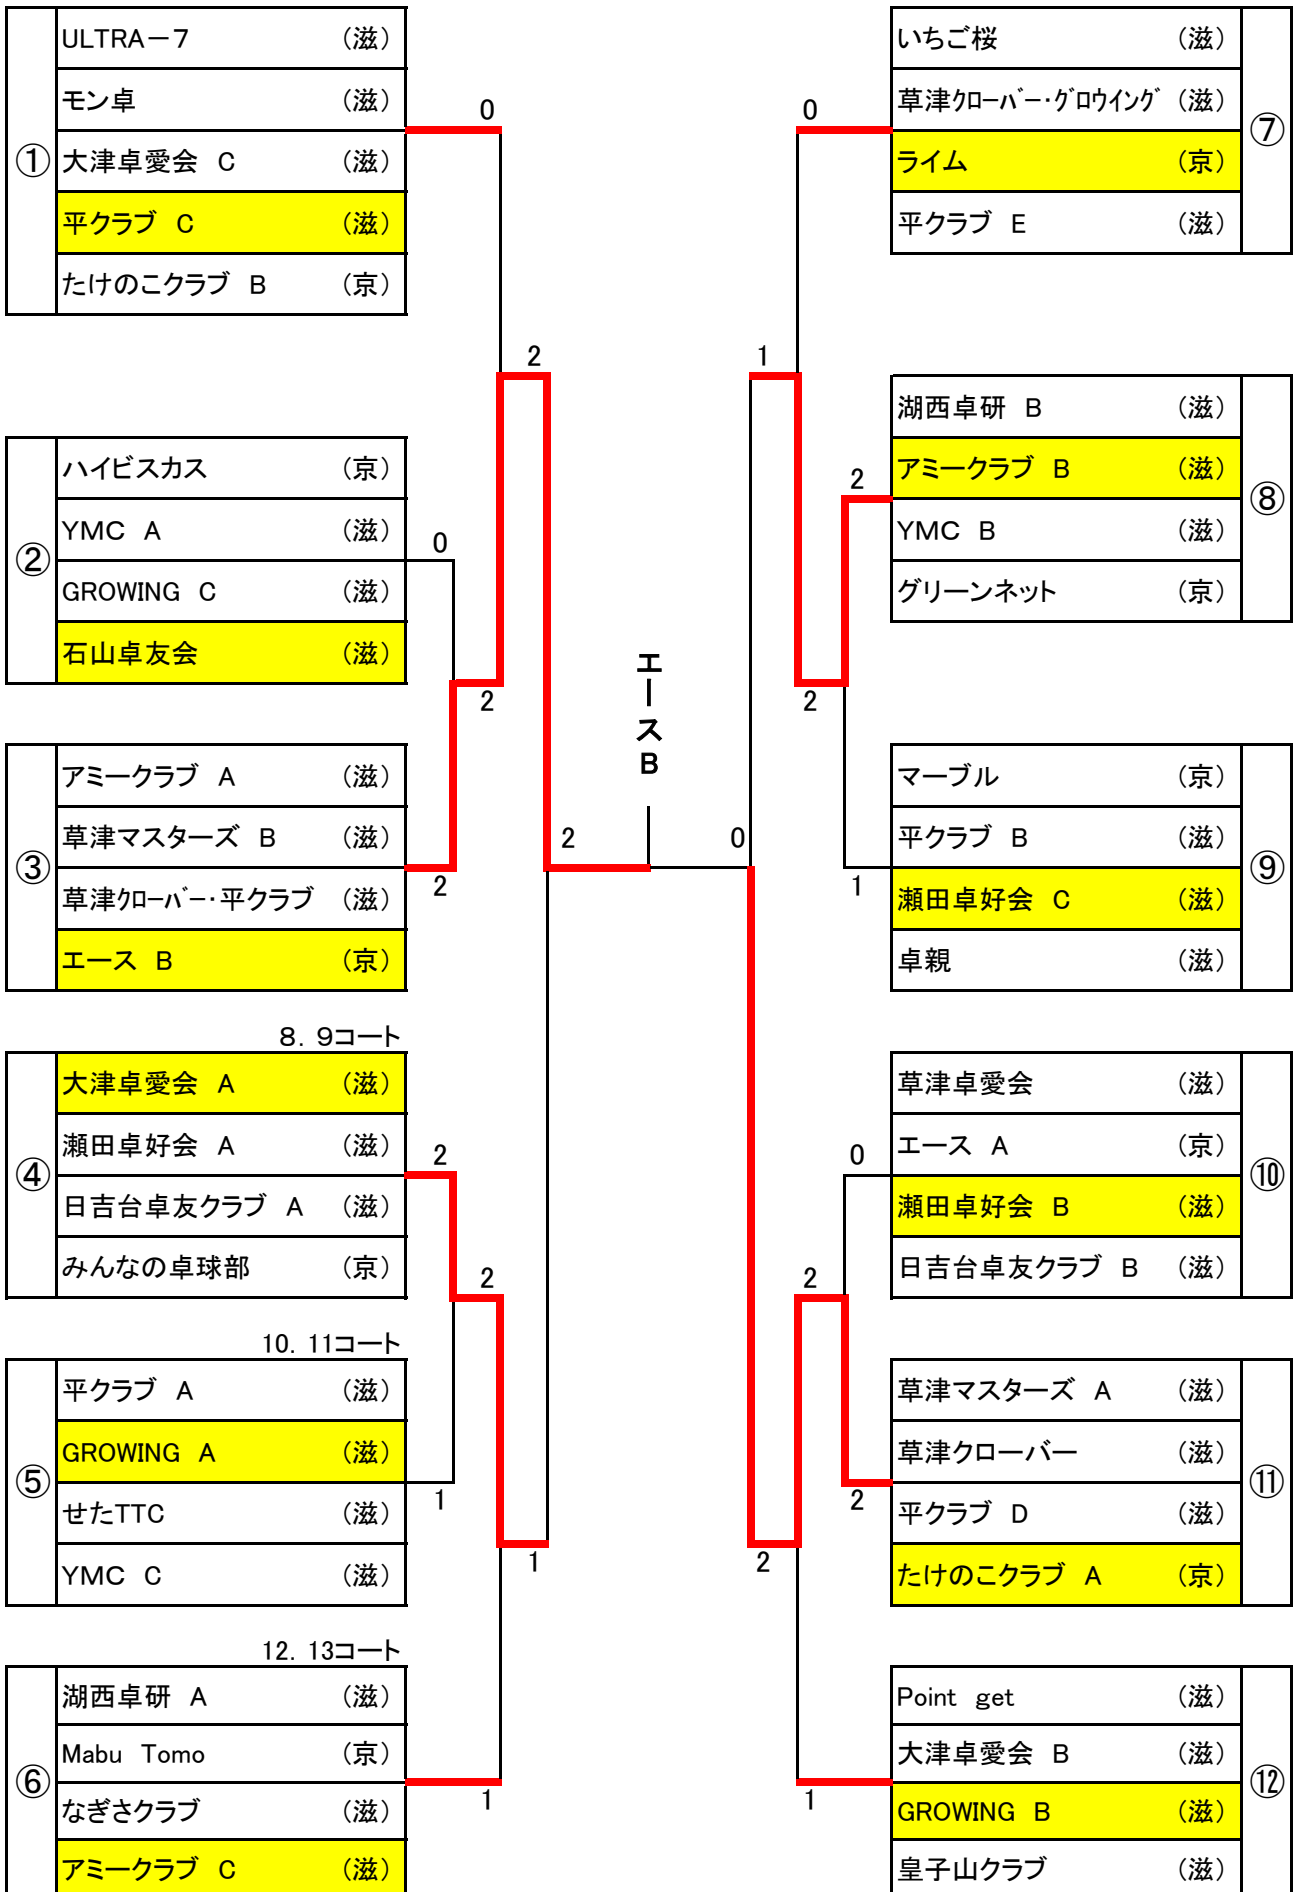 ①
ULTRA－7 （滋）
モン卓 （滋）
大津卓愛会 C （滋）
平クラブ C （滋）
たけのこクラブ B （京）
0
2
②
ハイビスカス （京）
YMC A （滋）
GROWING C （滋）
石山卓友会 （滋）
0
2
③
アミークラブ A （滋）
草津マスターズ B （滋）
草津ｸﾛｰﾊﾞｰ･平クラブ （滋）
エース B （京）
2
8．9コート
④
大津卓愛会 A （滋）
瀬田卓好会 A （滋）
日吉台卓友クラブ A （滋）
みんなの卓球部 （京）
2
2
10．11コート
⑤
平クラブ A （滋）
GROWING A （滋）
せたTTC （滋）
YMC C （滋）
1
1
12．13コート
⑥
湖西卓研 A （滋）
Mabu Tomo （京）
なぎさクラブ （滋）
アミークラブ C （滋）
1
エースB
2
0
⑦
いちご桜 （滋）
草津ｸﾛｰﾊﾞｰ･ｸﾞﾛｳｲﾝｸﾞ （滋）
ライム （京）
平クラブ E （滋）
0
1
⑧
湖西卓研 B （滋）
アミークラブ B （滋）
YMC B （滋）
グリーンネット （京）
2
2
⑨
マーブル （京）
平クラブ B （滋）
瀬田卓好会 C （滋）
卓親 （滋）
1
⑩
草津卓愛会 （滋）
エース A （京）
瀬田卓好会 B （滋）
日吉台卓友クラブ B （滋）
0
2
⑪
草津マスターズ A （滋）
草津クローバー （滋）
平クラブ D （滋）
たけのこクラブ A （京）
2
2
⑫
Point get （滋）
大津卓愛会 B （滋）
GROWING B （滋）
皇子山クラブ （滋）
1